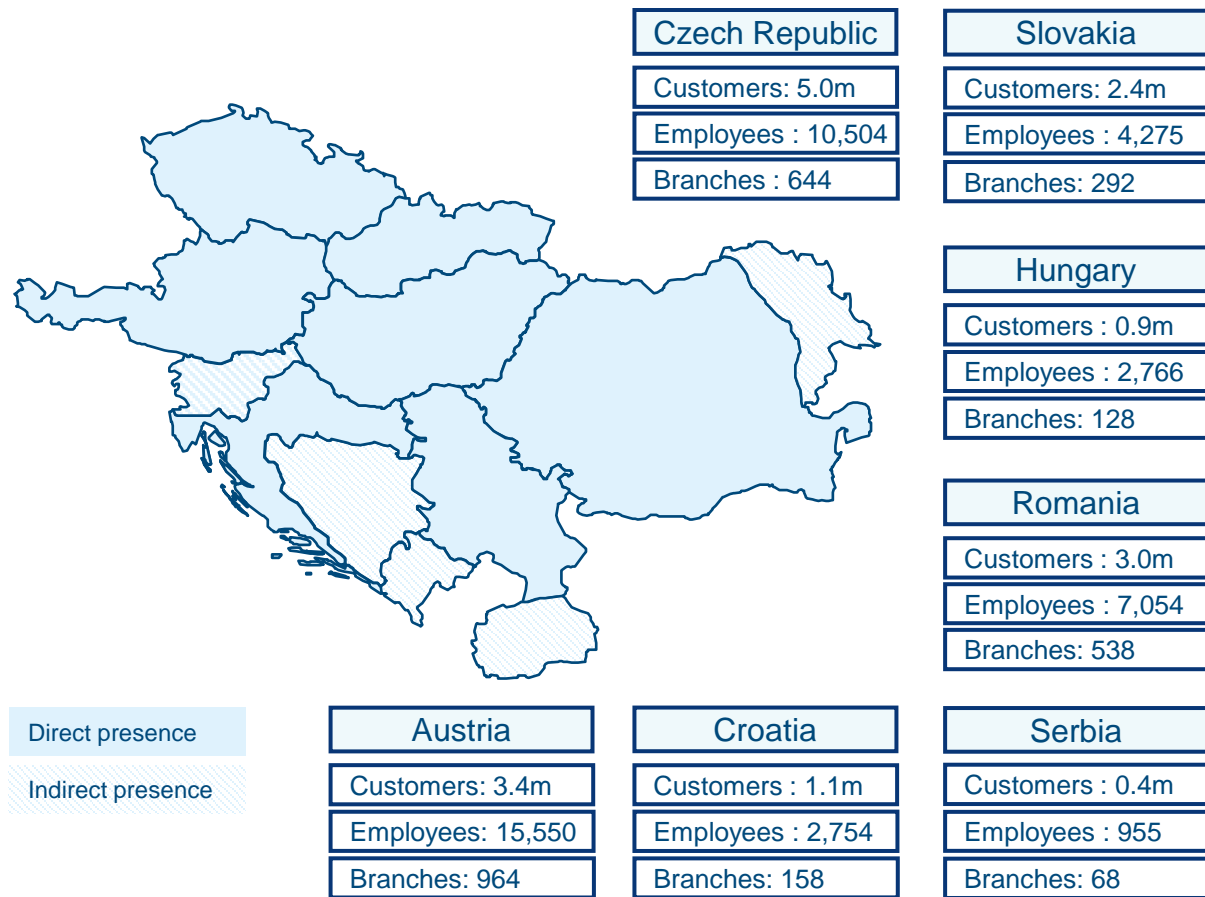 Czech Republic
Customers: 5.0m
Employees : 10,504
Branches : 644
Slovakia
Customers: 2.4m
Employees : 4,275
Branches: 292
Hungary
Customers : 0.9m
Employees : 2,766
Branches: 128
Romania
Customers : 3.0m
Employees : 7,054
Branches: 538
Direct presence
Indirect presence
Austria
Customers: 3.4m
Employees: 15,550
Branches: 964
Croatia
Customers : 1.1m
Employees : 2,754
Branches: 158
Serbia
Customers : 0.4m
Employees : 955
Branches: 68